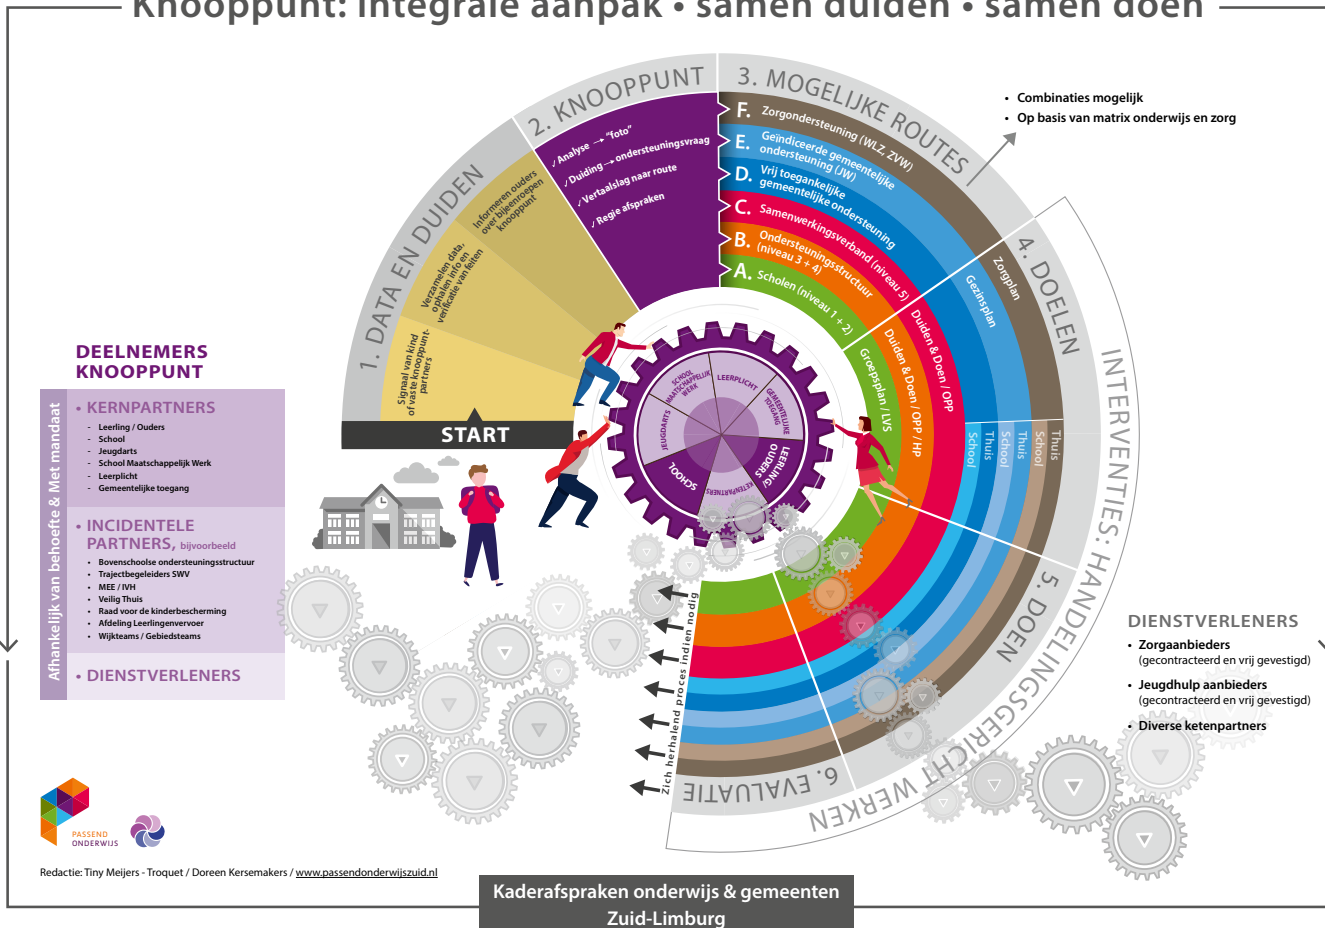 Knooppunt: integrale aanpak • samen duiden • samen doen
1. DATA EN DUIDEN
Signaal van kind
of vaste knooppunt-
partners
Verzamelen data,
ophalen info en
verificatie van feiten
Informeren ouders
over bijeenroepen
knooppunt
START
2. KNOOPPUNT
✓ Analyse → "foto"
✓ Duiding → ondersteuningsvraag
✓ Vertaalslag naar route
✓ Regie afspraken
3. MOGELIJKE ROUTES
F. Zorgondersteuning (WLZ, ZVW)
E. Geïndiceerde gemeentelijke
ondersteuning (JW)
D. Vrij toegankelijke
gemeentelijke ondersteuning
C. Samenwerkingsverband (niveau 5)
B. Ondersteuningsstructuur
(niveau 3 + 4)
A. Scholen (niveau 1 + 2)
• Combinaties mogelijk
• Op basis van matrix onderwijs en zorg
4. DOELEN
Zorgplan
Gezinsplan
Duiden & Doen / OPP
Duiden & Doen / OPP / HP
Groepsplan / LVS
School
Thuis
School
Thuis
School
Thuis
INTERVENTIES: HANDELINGSGERICHT WERKEN
5. DOEN
6. EVALUATIE
Zich herhalend proces indien nodig
SCHOOL
MAATSCHAPPELIJK
WERK
LEERPLICHT
GEMEENTELIJKE
TOEGANG
LEERLING/
OUDERS
KETENPARTNERS
SCHOOL
JEUGDARTS
DEELNEMERS
KNOOPPUNT
Afhankelijk van behoefte & Met mandaat
• KERNPARTNERS
- Leerling / Ouders
- School
- Jeugdarts
- School Maatschappelijk Werk
- Leerplicht
- Gemeentelijke toegang
• INCIDENTELE
PARTNERS, bijvoorbeeld
• Bovenschoolse ondersteuningsstructuur
• Trajectbegeleiders SWV
• MEE / IVH
• Veilig Thuis
• Raad voor de kinderbescherming
• Afdeling Leerlingenvervoer
• Wijkteams / Gebiedsteams
• DIENSTVERLENERS
DIENSTVERLENERS
• Zorgaanbieders
(gecontracteerd en vrij gevestigd)
• Jeugdhulp aanbieders
(gecontracteerd en vrij gevestigd)
• Diverse ketenpartners
PASSEND
ONDERWIJS
Redactie: Tiny Meijers - Troquet / Doreen Kersemakers / www.passendonderwijszuid.nl
Kaderafspraken onderwijs & gemeenten
Zuid-Limburg